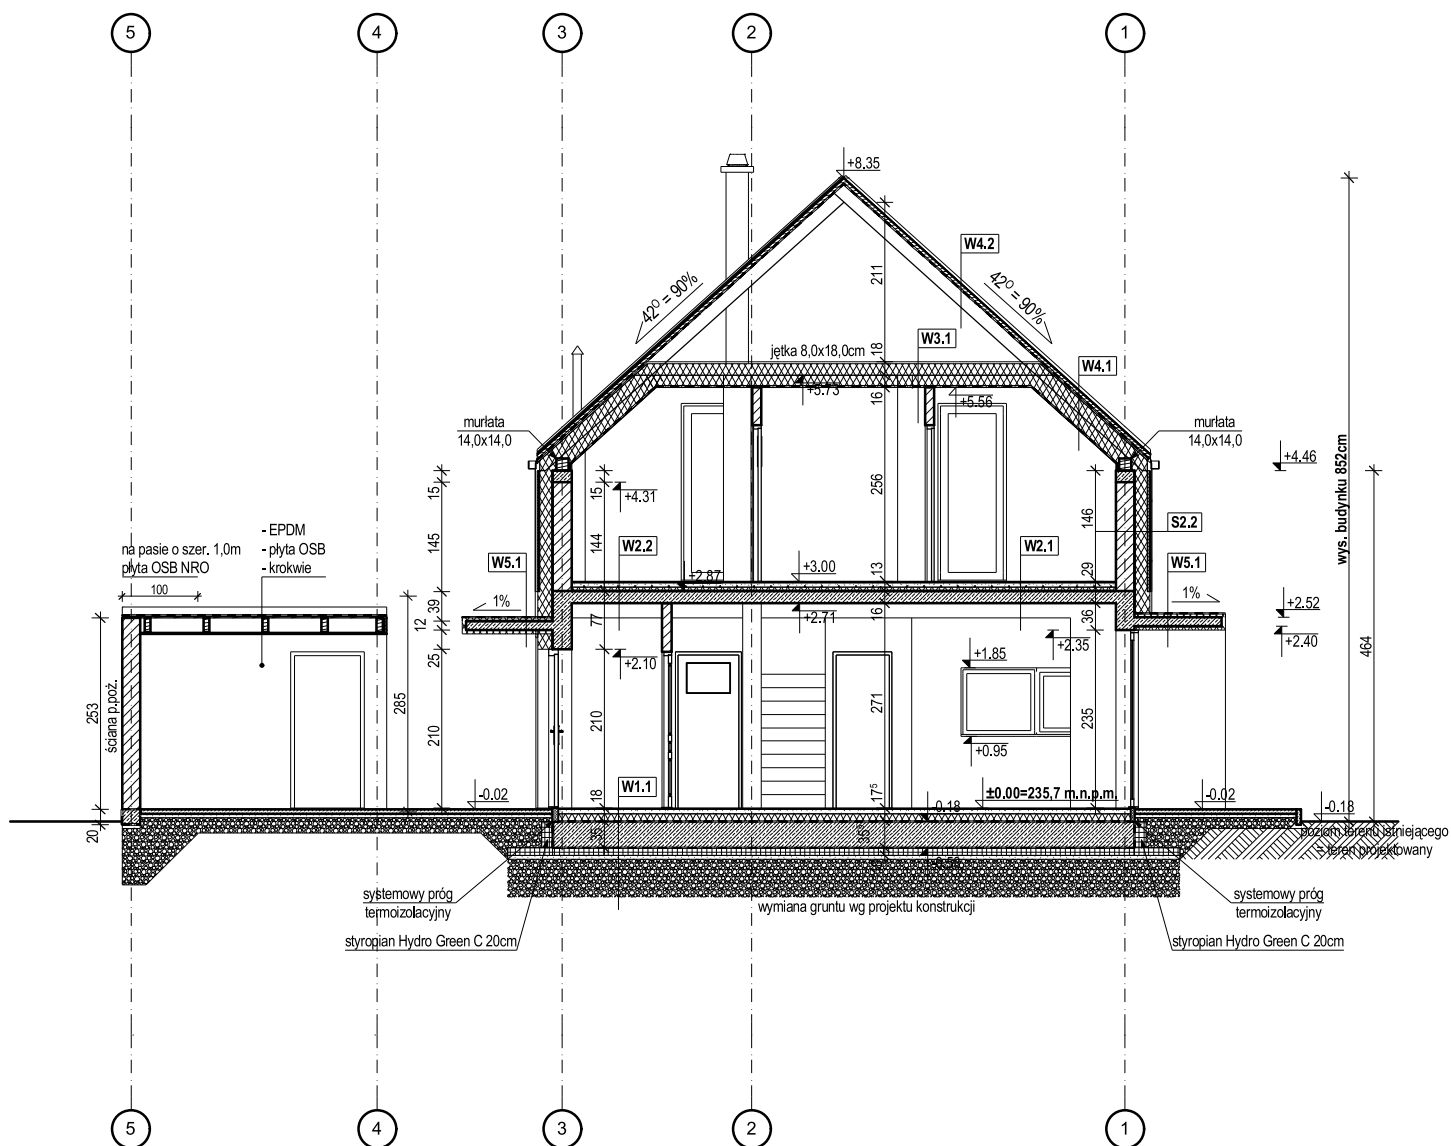 5
4
3
2
1
+8.35
W4.2
211
42° = 90%
42° = 90%
wys. budynku 852cm
jętka 8,0x18,0cm
18
W3.1
W4.1
+5.73
16
+5.56
murłata
14,0x14,0
murłata
14,0x14,0
+4.46
15
15
+4.31
256
146
S2.2
- EPDM
na pasie o szer. 1,0m
- płyta OSB
płyta OSB NRO
- krokwie
145
144
W5.1
W2.2
W2.1
W5.1
100
+2.87
+3.00
13
29
1%
1%
39
12
77
+2.71
16
36
+2.52
+2.40
464
25
+2.10
+2.35
+1.85
253
ściana p.poż.
285
210
210
271
235
+0.95
W1.1
-0.02
18
17⁵
±0,00=235,7 m.n.p.m.
-0.02
-0.18
-0.18
20
35
poziom terenu istniejącego
= teren projektowany
systemowy próg
termoizolacyjny
wymiana gruntu wg projektu konstrukcji
systemowy próg
termoizolacyjny
styropian Hydro Green C 20cm
styropian Hydro Green C 20cm
5
4
3
2
1